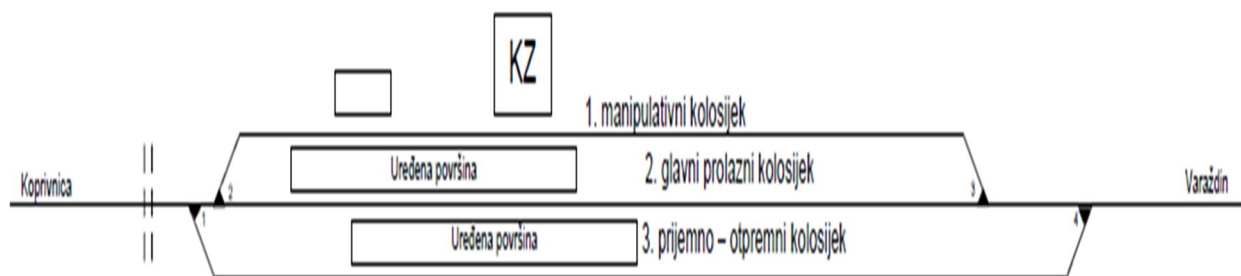 KZ
1. manipulativni kolosijek
Uređena površina
2. glavni prolazni kolosijek
Koprivnica
2
3
Varaždin
1
4
Uređena površina
3. prijemno – otpremni kolosijek